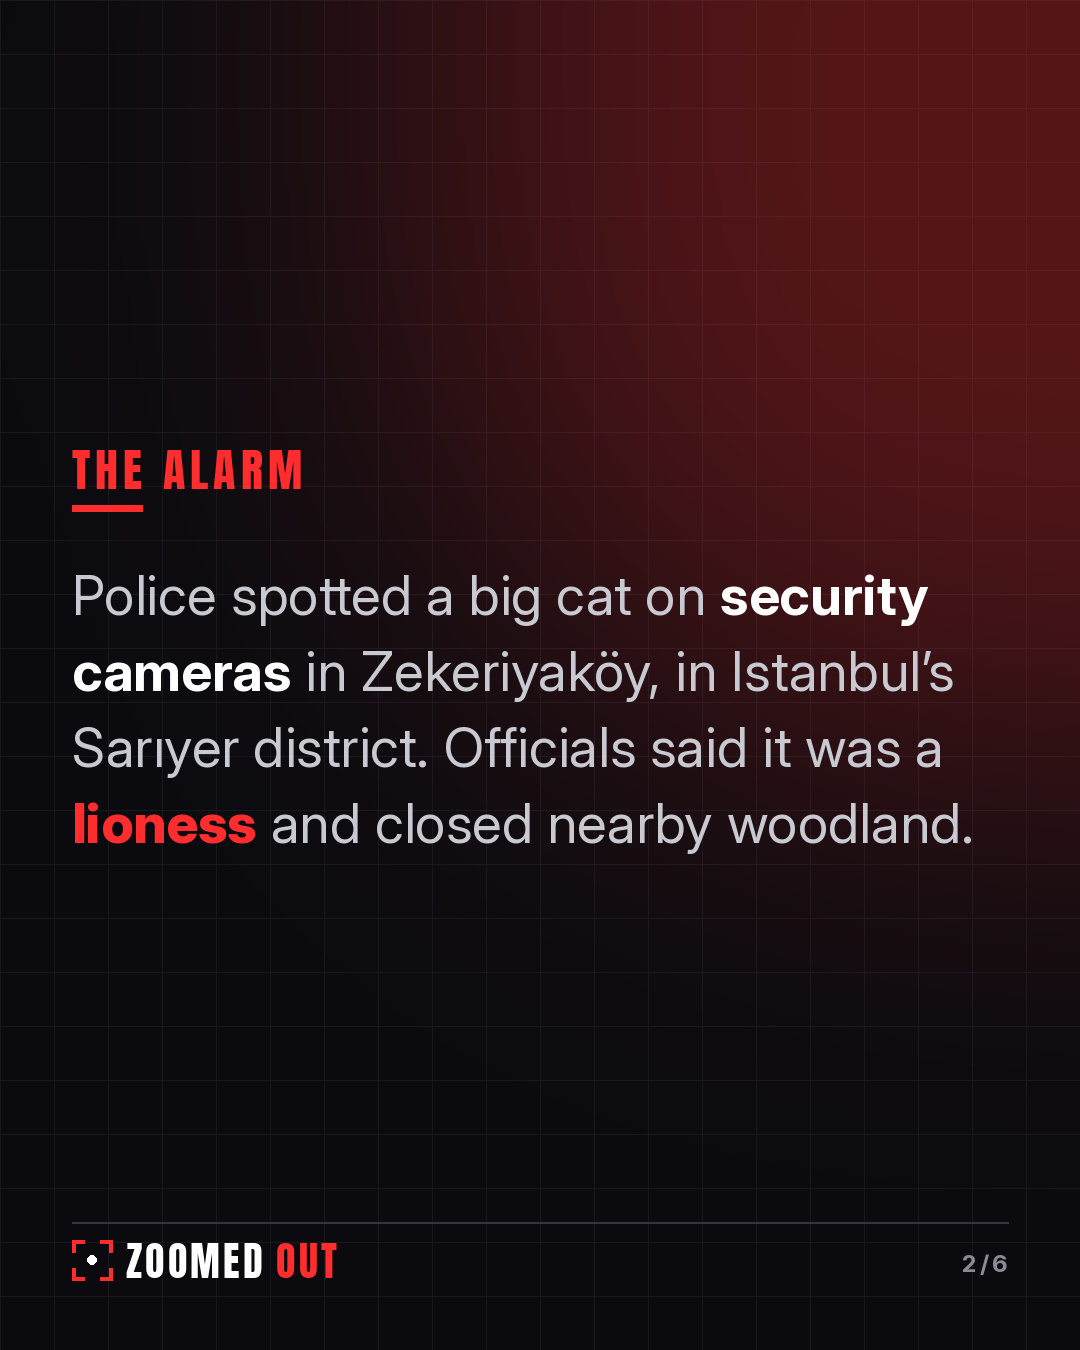 THE ALARM
Police spotted a big cat on security
cameras in Zekeriyaköy, in Istanbul’s
Sarıyer district. Officials said it was a
lioness and closed nearby woodland.
ZOOMED OUT
2/6